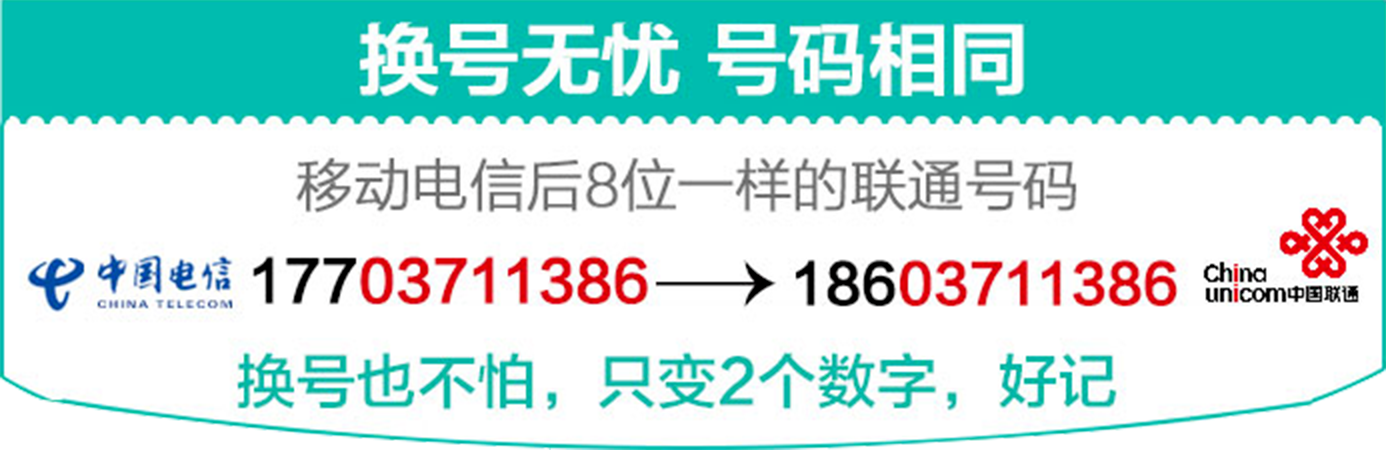 换号无忧 号码相同
移动电信后8位一样的联通号码
中国电信 CHINA TELECOM 17703711386 → 18603711386 China unicom中国联通
换号也不怕，只变2个数字，好记